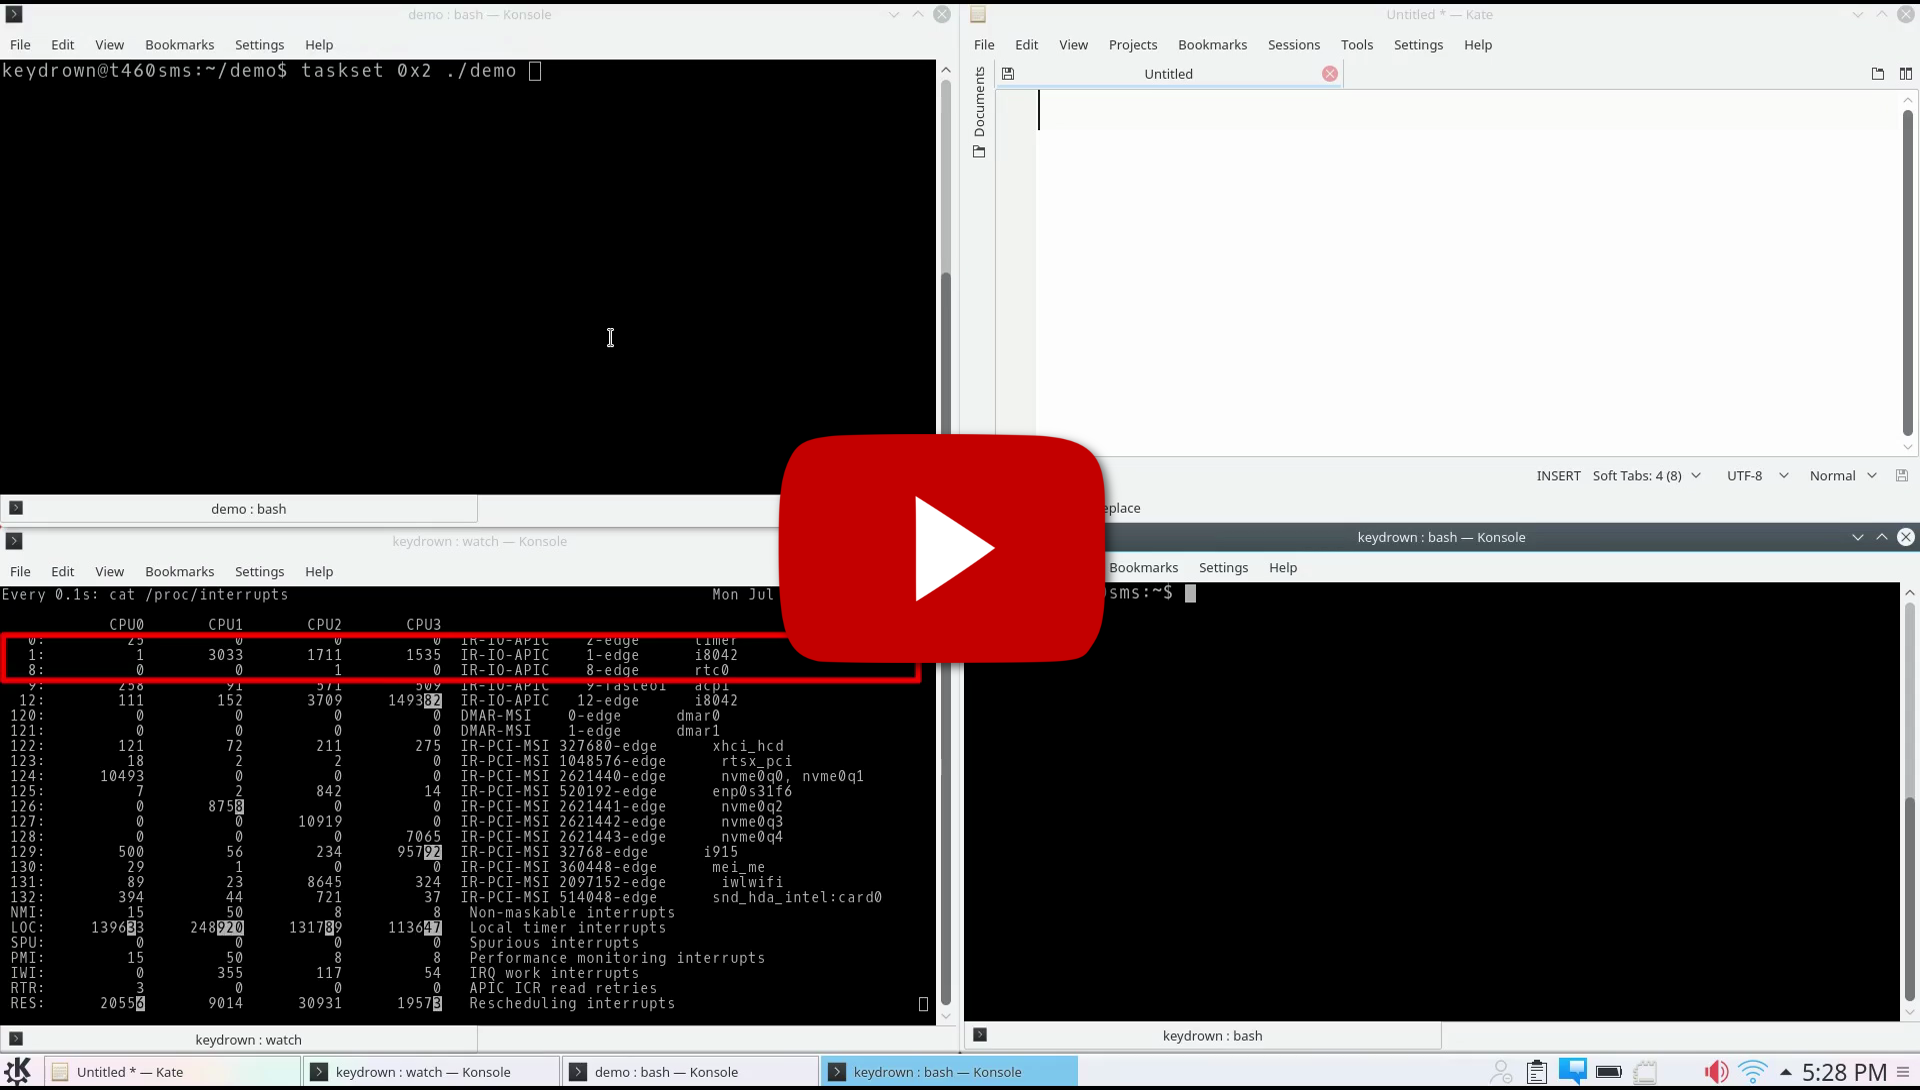 demo : bash — Konsole
File Edit View Bookmarks Settings Help
keydrown@t460sms:~/demo$ taskset 0x2 ./demo
demo : bash
Untitled * — Kate
File Edit View Projects Bookmarks Sessions Tools Settings Help
Documents
Untitled
INSERT Soft Tabs: 4 (8) UTF-8 Normal
eplace
keydrown : watch — Konsole
File Edit View Bookmarks Settings Help
Every 0.1s: cat /proc/interrupts Mon Jul
CPU0 CPU1 CPU2 CPU3
0: 25 0 0 0 IR-IO-APIC 2-edge timer
1: 1 3033 1711 1535 IR-IO-APIC 1-edge i8042
8: 0 0 1 0 IR-IO-APIC 8-edge rtc0
9: 258 91 571 509 IR-IO-APIC 9-fasteoi acpi
12: 111 152 3709 149382 IR-IO-APIC 12-edge i8042
120: 0 0 0 0 DMAR-MSI 0-edge dmar0
121: 0 0 0 0 DMAR-MSI 1-edge dmar1
122: 121 72 211 275 IR-PCI-MSI 327680-edge xhci_hcd
123: 18 2 2 0 IR-PCI-MSI 1048576-edge rtsx_pci
124: 10493 0 0 0 IR-PCI-MSI 2621440-edge nvme0q0, nvme0q1
125: 7 2 842 14 IR-PCI-MSI 520192-edge enp0s31f6
126: 0 8758 0 0 IR-PCI-MSI 2621441-edge nvme0q2
127: 0 0 10919 0 IR-PCI-MSI 2621442-edge nvme0q3
128: 0 0 0 7065 IR-PCI-MSI 2621443-edge nvme0q4
129: 500 56 234 95792 IR-PCI-MSI 32768-edge i915
130: 29 1 0 0 IR-PCI-MSI 360448-edge mei_me
131: 89 23 8645 324 IR-PCI-MSI 2097152-edge iwlwifi
132: 394 44 721 37 IR-PCI-MSI 514048-edge snd_hda_intel:card0
NMI: 15 50 8 8 Non-maskable interrupts
LOC: 139633 248920 131789 113647 Local timer interrupts
SPU: 0 0 0 0 Spurious interrupts
PMI: 15 50 8 8 Performance monitoring interrupts
IWI: 0 355 117 54 IRQ work interrupts
RTR: 3 0 0 0 APIC ICR read retries
RES: 20556 9014 30931 19573 Rescheduling interrupts
keydrown : watch
keydrown : bash — Konsole
Bookmarks Settings Help
sms:~$
keydrown : bash
Untitled * — Kate
keydrown : watch — Konsole
demo : bash — Konsole
keydrown : bash — Konsole
5:28 PM